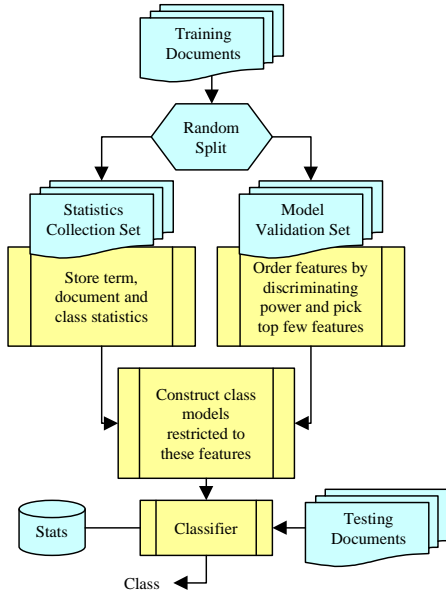 Training
Documents
Random
Split
Statistics
Collection Set
Model
Validation Set
Store term,
document and
class statistics
Order features by
discriminating
power and pick
top few features
Construct class
models
restricted to
these features
Stats
Classifier
Testing
Documents
Class